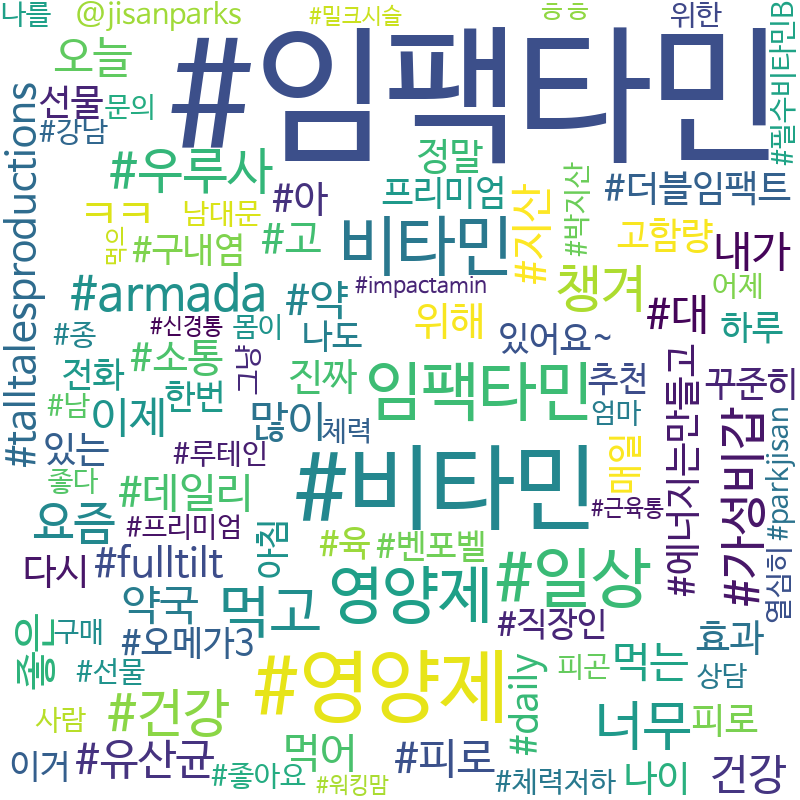 나를
@jisanparks
#밀크시슬
ㅎㅎ
위한
#필수비타민B
오늘
#임팩타민
선물
문의
#강남
#talltalesproductions
#우루사
정말
#아
프리미엄
#지산
#박지산
#더블임팩트
ㅋㅋ
남대문
및
#구내염
#고
비타민
고함량
내가
#armada
#약
#impactamin
챙겨
어제
#대
#종
#신경통
몸이
나도
위해
있어요~
하루
전화
#소통
그냥
진짜
임팩타민
추천
#에너지는만들고
꾸준히
#남
이제
한번
많이
체력
엄마
#가성비갑
#parkjisan
있는
#루테인
매일
좋다
#데일리
#비타민
#근육통
요즘
#프리미엄
아침
#육
#벤포벨
열심히
다시
#fulltilt
영양제
#일상
약국
먹고
#직장인
좋은
구매
#오메가3
효과
#선물
#영양제
#daily
피곤
먹는
상담
사람
#건강
너무
피로
이거
#유산균
먹어
#피로
건강
#좋아요
#워킹맘
#체력저하
나이